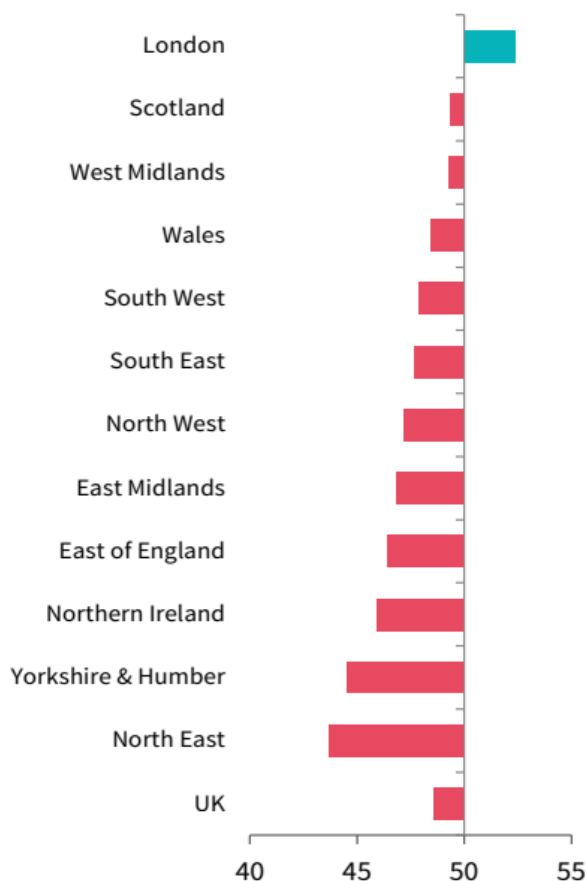 London
Scotland
West Midlands
Wales
South West
South East
North West
East Midlands
East of England
Northern Ireland
Yorkshire & Humber
North East
UK
40 45 50 55